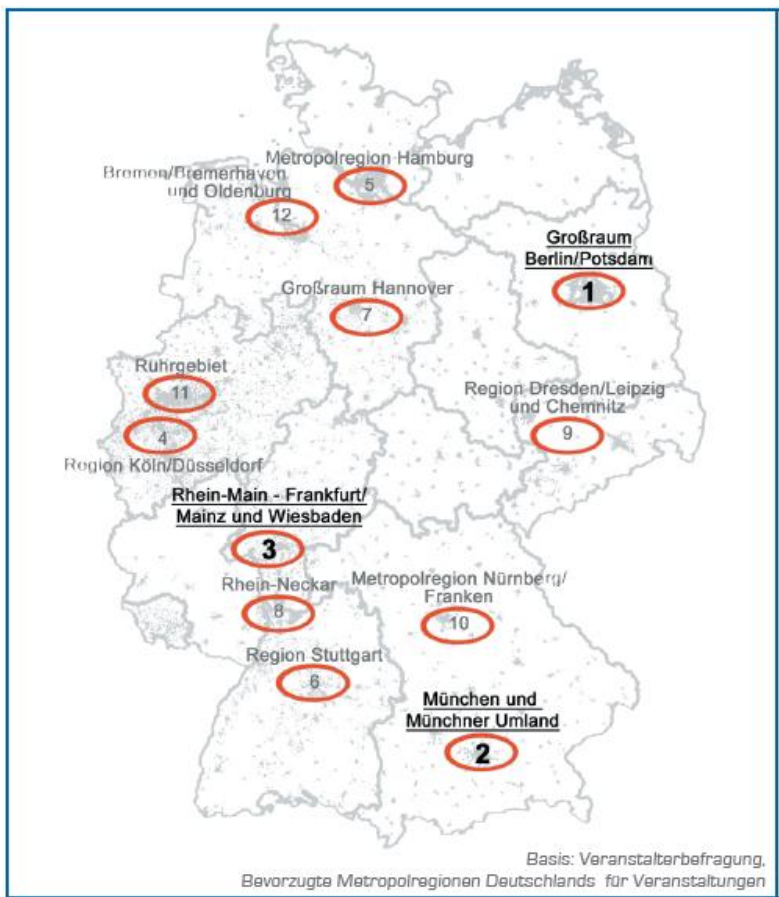 Metropolregion Hamburg
5
Bremen/Bremerhaven
und Oldenburg
12
Großraum
Berlin/Potsdam
1
Großraum Hannover
7
Ruhrgebiet
11
Region Dresden/Leipzig
und Chemnitz
9
4
Region Köln/Düsseldorf
Rhein-Main - Frankfurt/
Mainz und Wiesbaden
3
Rhein-Neckar
8
Metropolregion Nürnberg/
Franken
10
Region Stuttgart
6
München und
Münchner Umland
2
Basis: Veranstalterbefragung,
Bevorzugte Metropolregionen Deutschlands für Veranstaltungen